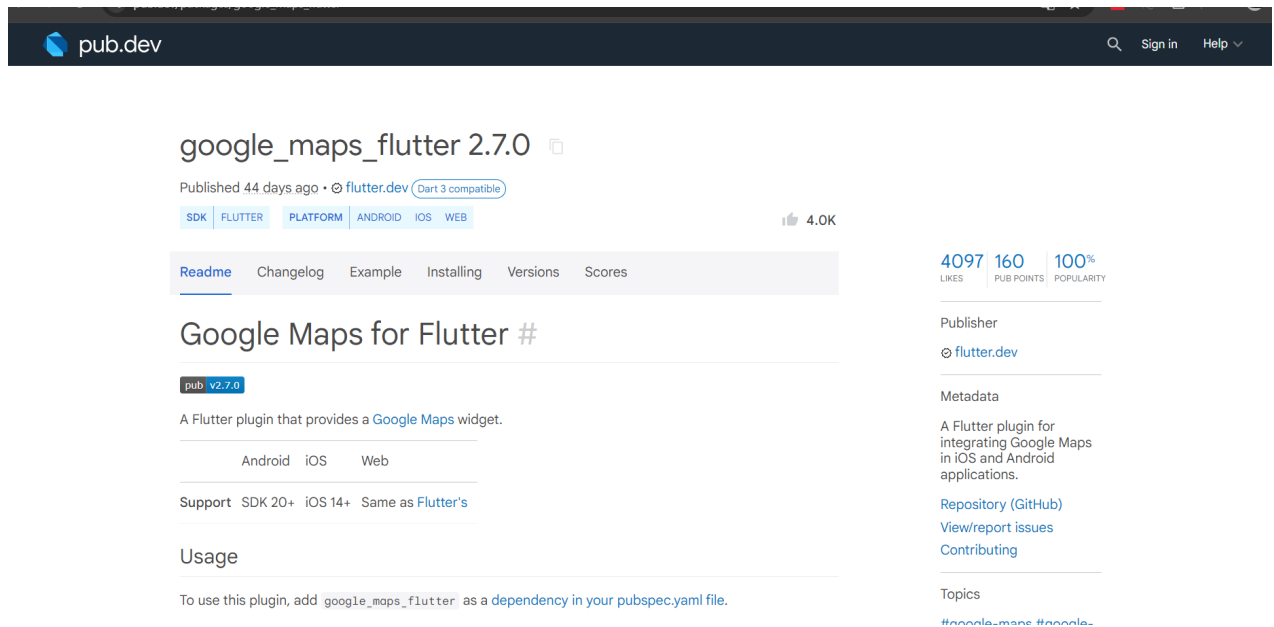 pub.dev
Sign in
Help
google_maps_flutter 2.7.0
Published 44 days ago • flutter.dev Dart 3 compatible
SDK FLUTTER PLATFORM ANDROID IOS WEB
4.0K
Readme Changelog Example Installing Versions Scores
Google Maps for Flutter #
pub v2.7.0
A Flutter plugin that provides a Google Maps widget.
Android iOS Web
Support SDK 20+ iOS 14+ Same as Flutter's
Usage
To use this plugin, add google_maps_flutter as a dependency in your pubspec.yaml file.
4097 160 100%
LIKES PUB POINTS POPULARITY
Publisher
flutter.dev
Metadata
A Flutter plugin for
integrating Google Maps
in iOS and Android
applications.
Repository (GitHub)
View/report issues
Contributing
Topics
#google-maps #google-